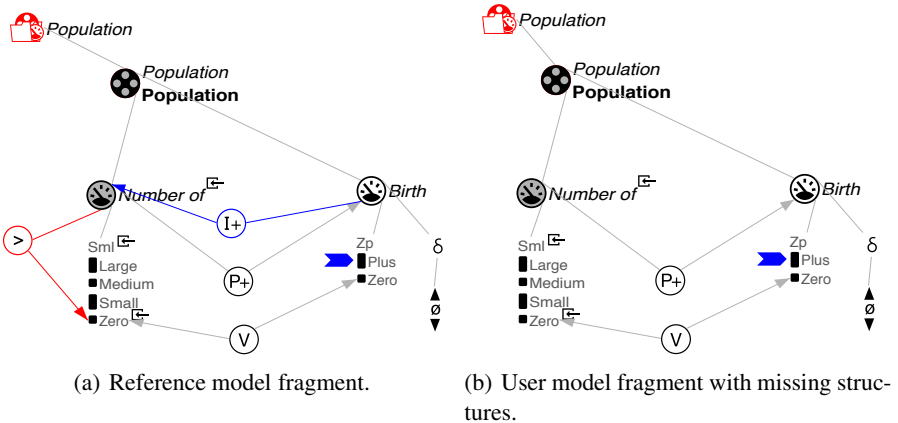 Population
Population
Population
Number of
Birth
I+
>
Sml
Large
Medium
Small
Zero
P+
Zp
Plus
Zero
δ
ø
V
(a) Reference model fragment.
Population
Population
Population
Number of
Birth
Sml
Large
Medium
Small
Zero
P+
Zp
Plus
Zero
δ
ø
V
(b) User model fragment with missing struc-
tures.